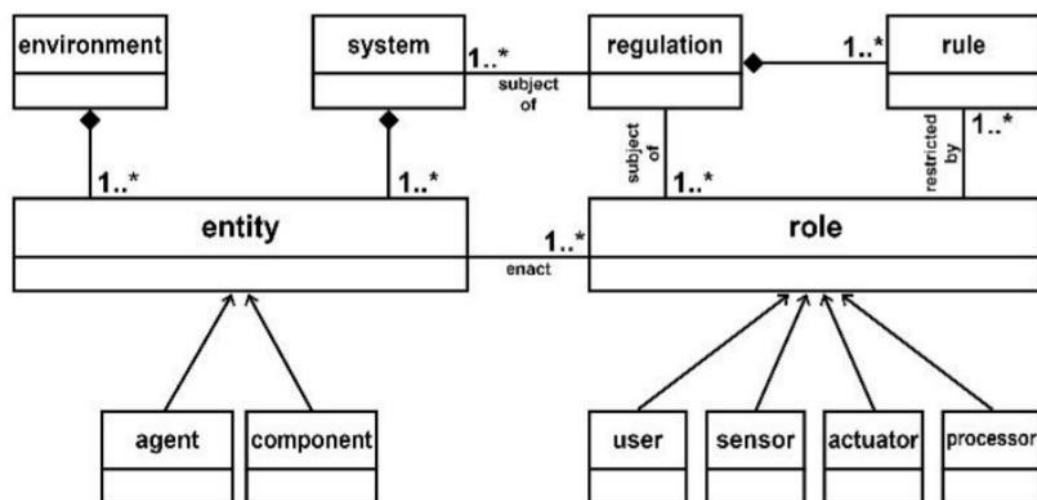 environment
system
regulation
rule
1..*
subject
of
1..*
subject
of
restricted
by
1..*
1..*
1..*
1..*
entity
role
1..*
enact
agent
component
user
sensor
actuator
processor